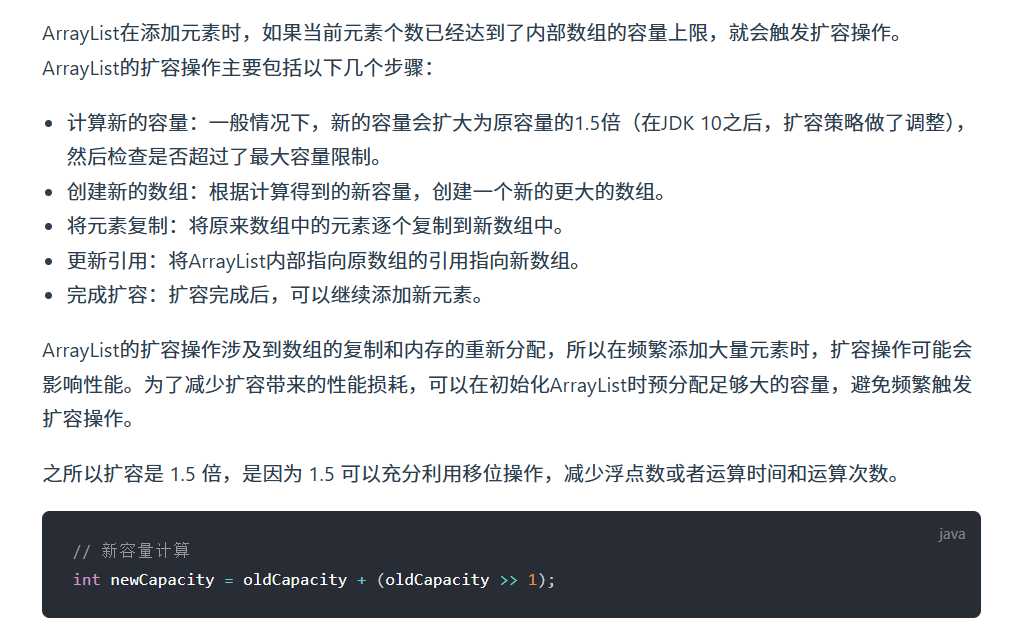 ArrayList在添加元素时，如果当前元素个数已经达到了内部数组的容量上限，就会触发扩容操作。
ArrayList的扩容操作主要包括以下几个步骤：
• 计算新的容量：一般情况下，新的容量会扩大为原容量的1.5倍（在JDK 10之后，扩容策略做了调整），
然后检查是否超过了最大容量限制。
• 创建新的数组：根据计算得到的新容量，创建一个新的更大的数组。
• 将元素复制：将原来数组中的元素逐个复制到新数组中。
• 更新引用：将ArrayList内部指向原数组的引用指向新数组。
• 完成扩容：扩容完成后，可以继续添加新元素。
ArrayList的扩容操作涉及到数组的复制和内存的重新分配，所以在频繁添加大量元素时，扩容操作可能会
影响性能。为了减少扩容带来的性能损耗，可以在初始化ArrayList时预分配足够大的容量，避免频繁触发
扩容操作。
之所以扩容是 1.5 倍，是因为 1.5 可以充分利用移位操作，减少浮点数或者运算时间和运算次数。
java
// 新容量计算
int newCapacity = oldCapacity + (oldCapacity >> 1);